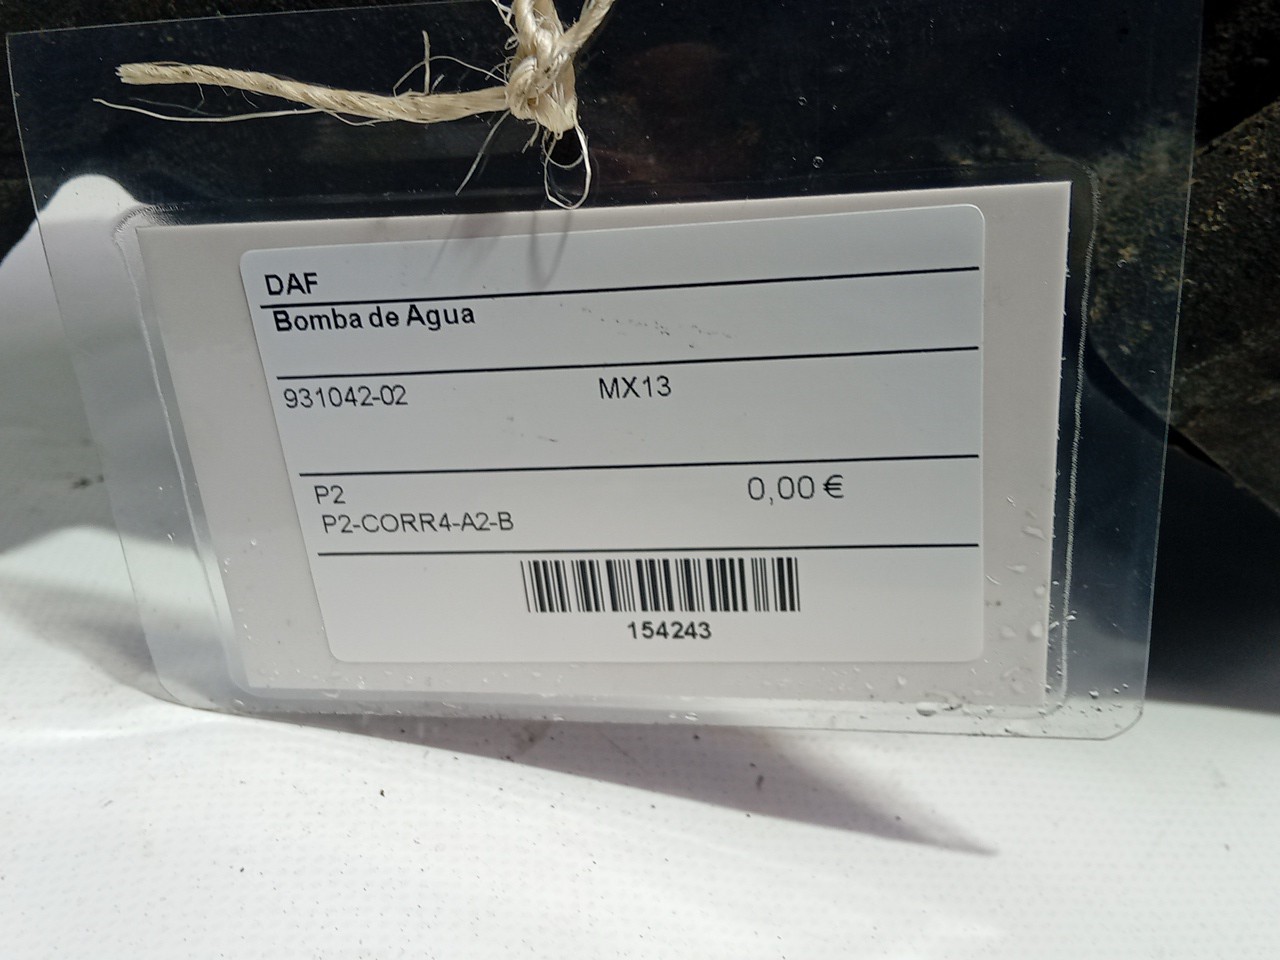 DAF
Bomba de Agua
931042-02 MX13
P2 0,00 €
P2-CORR4-A2-B
154243